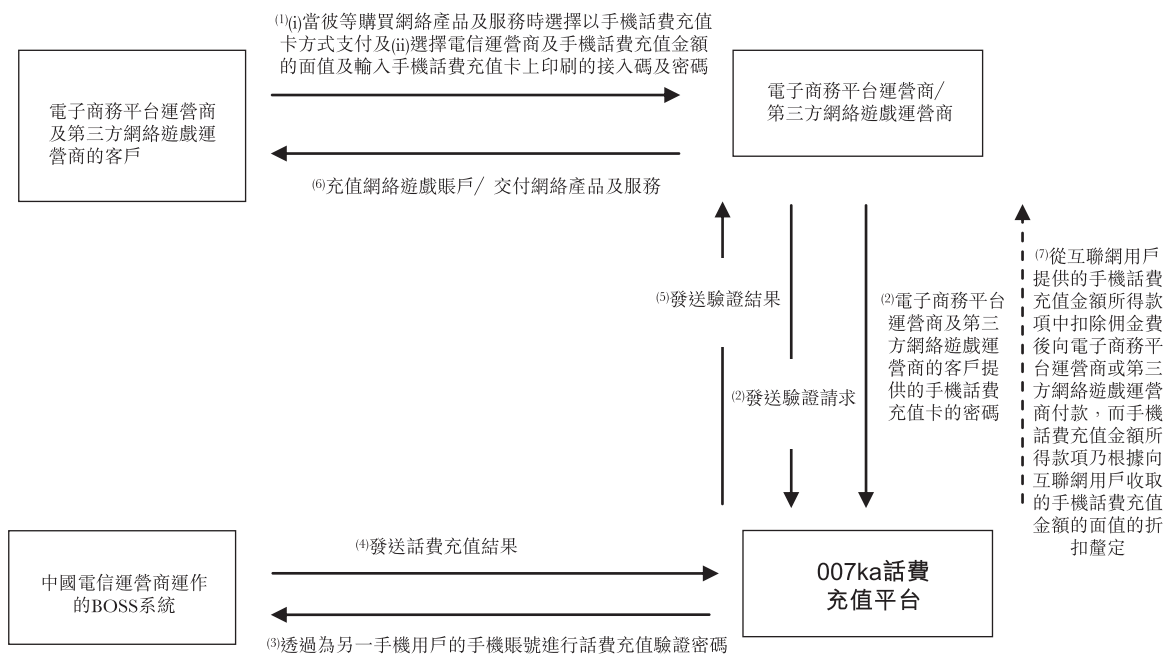 ⁽¹⁾(i)當彼等購買網絡產品及服務時選擇以手機話費充值
卡方式支付及(ii)選擇電信運營商及手機話費充值金額
的面值及輸入手機話費充值卡上印刷的接入碼及密碼
電子商務平台運營商
及第三方網絡遊戲運
營商的客戶
電子商務平台運營商/
第三方網絡遊戲運營商
⁽⁶⁾充值網絡遊戲賬戶/ 交付網絡產品及服務
⁽⁵⁾發送驗證結果
⁽²⁾發送驗證請求
⁽²⁾電子商務平台
運營商及第三
方網絡遊戲運
營商的客戶提
供的手機話費
充值卡的密碼
⁽⁷⁾從互聯網用戶
提供的手機話費
充值金額所得款
項中扣除佣金費
後向電子商務平
台運營商或第三
方網絡遊戲運營
商付款，而手機
話費充值金額所
得款項乃根據向
互聯網用戶收取
的手機話費充值
金額的面值的折
扣釐定
中國電信運營商運作
的BOSS系統
⁽⁴⁾發送話費充值結果
⁽³⁾透過為另一手機用戶的手機賬號進行話費充值驗證密碼
007ka話費
充值平台